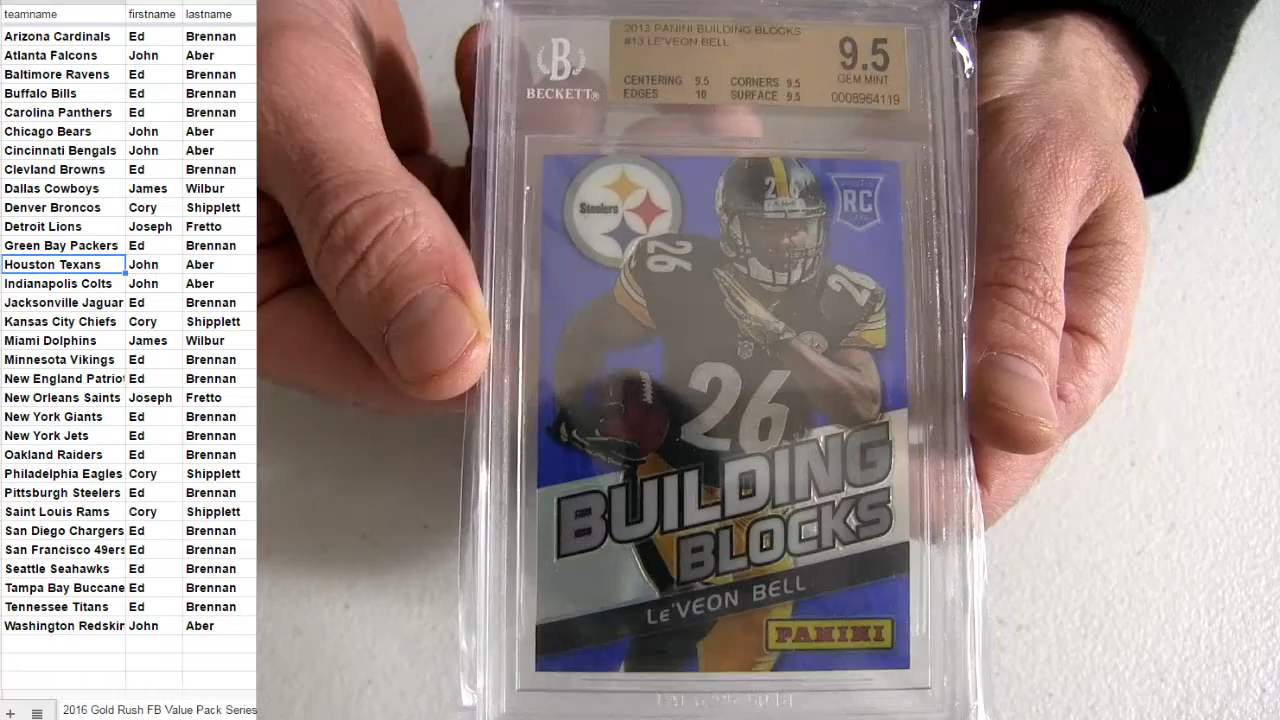 teamname firstname lastname
Arizona Cardinals Ed Brennan
Atlanta Falcons John Aber
Baltimore Ravens Ed Brennan
Buffalo Bills Ed Brennan
Carolina Panthers Ed Brennan
Chicago Bears John Aber
Cincinnati Bengals John Aber
Clevland Browns Ed Brennan
Dallas Cowboys James Wilbur
Denver Broncos Cory Shipplett
Detroit Lions Joseph Fretto
Green Bay Packers Ed Brennan
Houston Texans John Aber
Indianapolis Colts John Aber
Jacksonville Jaguar Ed Brennan
Kansas City Chiefs Cory Shipplett
Miami Dolphins James Wilbur
Minnesota Vikings Ed Brennan
New England Patriot Ed Brennan
New Orleans Saints Joseph Fretto
New York Giants Ed Brennan
New York Jets Ed Brennan
Oakland Raiders Ed Brennan
Philadelphia Eagles Cory Shipplett
Pittsburgh Steelers Ed Brennan
Saint Louis Rams Cory Shipplett
San Diego Chargers Ed Brennan
San Francisco 49ers Ed Brennan
Seattle Seahawks Ed Brennan
Tampa Bay Buccane Ed Brennan
Tennessee Titans Ed Brennan
Washington Redskin John Aber
2016 Gold Rush FB Value Pack Series
B
BECKETT
2013 PANINI BUILDING BLOCKS
#13 LE'VEON BELL
CENTERING 9.5 CORNERS 9.5
EDGES 10 SURFACE 9.5
9.5
GEM MINT
0008964119
Steelers
RC
26
26
26
26
BUILDING
BLOCKS
LE'VEON BELL
PANINI